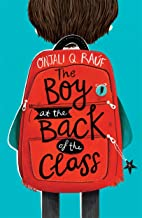 ONJALI Q. RAÚF
The
Boy
at the
Back
of the
Class